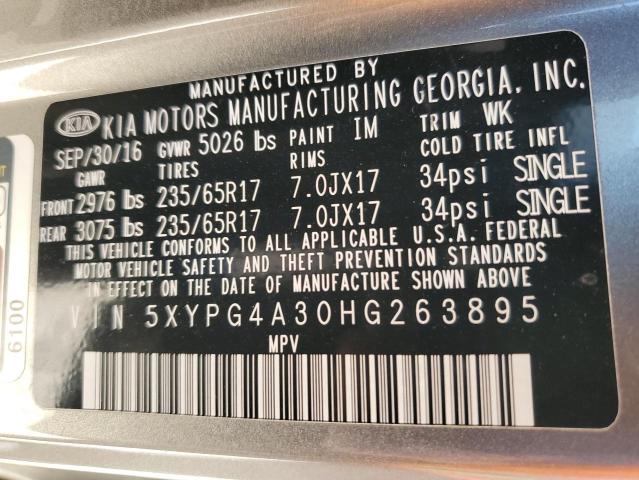 MANUFACTURED BY
KIA KIA MOTORS MANUFACTURING GEORGIA, INC.
SEP/30/16 GVWR 5026 lbs PAINT IM TRIM WK
GAWR TIRES RIMS COLD TIRE INFL
FRONT 2976 lbs 235/65R17 7.0JX17 34psi SINGLE
REAR 3075 lbs 235/65R17 7.0JX17 34psi SINGLE
THIS VEHICLE CONFORMS TO ALL APPLICABLE U.S.A. FEDERAL
MOTOR VEHICLE SAFETY AND THEFT PREVENTION STANDARDS
IN EFFECT ON THE DATE OF MANUFACTURE SHOWN ABOVE
VIN 5XYPG4A30HG263895
MPV
6100